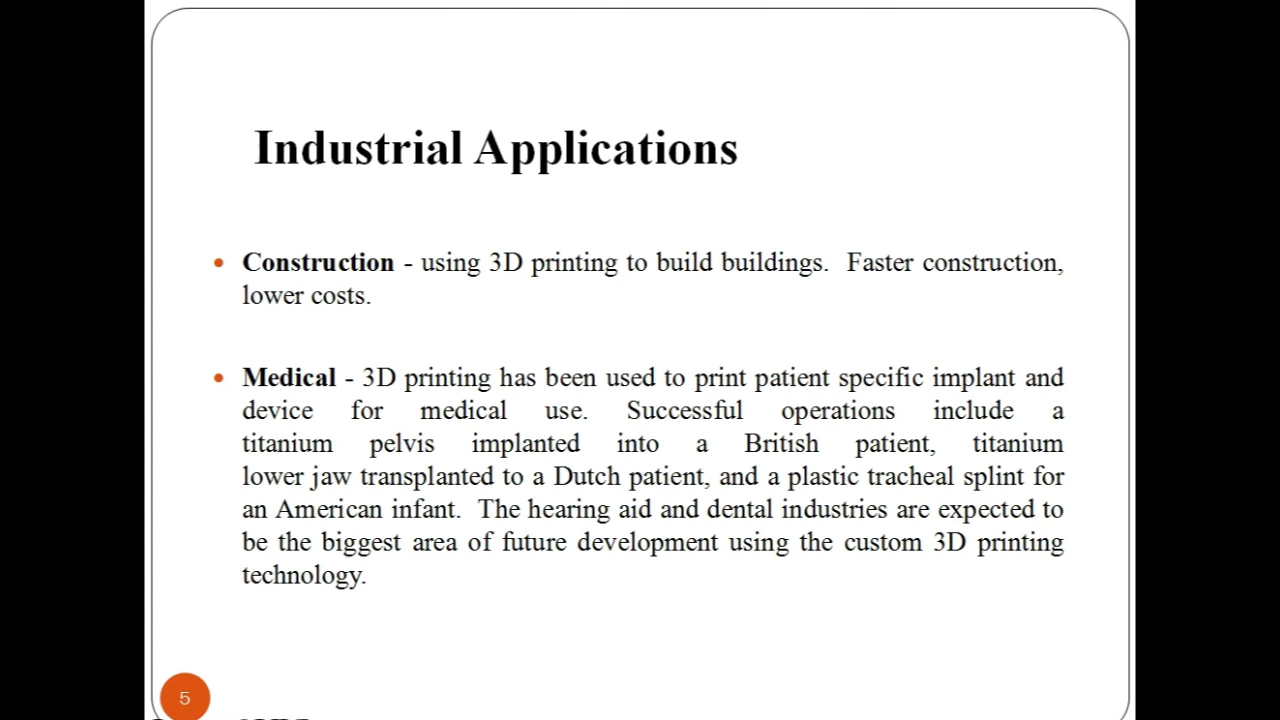 Industrial Applications
• Construction - using 3D printing to build buildings. Faster construction,
lower costs.
• Medical - 3D printing has been used to print patient specific implant and
device for medical use. Successful operations include a
titanium pelvis implanted into a British patient, titanium
lower jaw transplanted to a Dutch patient, and a plastic tracheal splint for
an American infant. The hearing aid and dental industries are expected to
be the biggest area of future development using the custom 3D printing
technology.
5